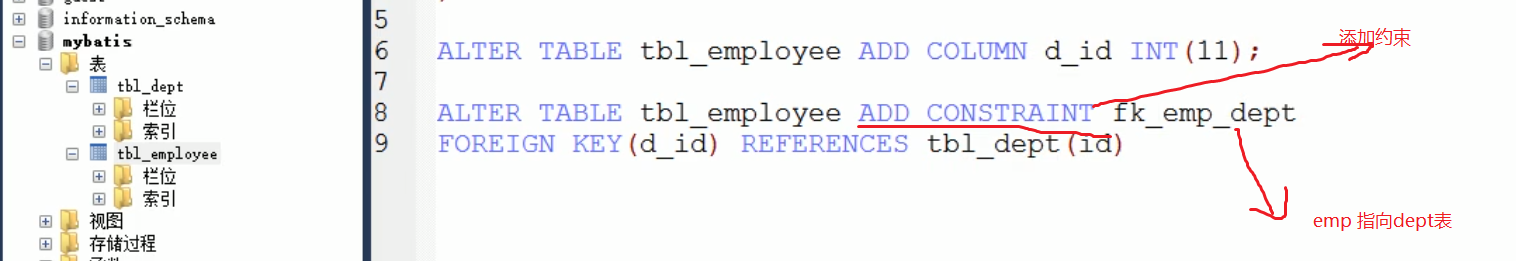 information_schema
mybatis
表
tbl_dept
栏位
索引
tbl_employee
栏位
索引
视图
存储过程
5
6 ALTER TABLE tbl_employee ADD COLUMN d_id INT(11);
7
8 ALTER TABLE tbl_employee ADD CONSTRAINT fk_emp_dept
9 FOREIGN KEY(d_id) REFERENCES tbl_dept(id)
添加约束
emp 指向dept表